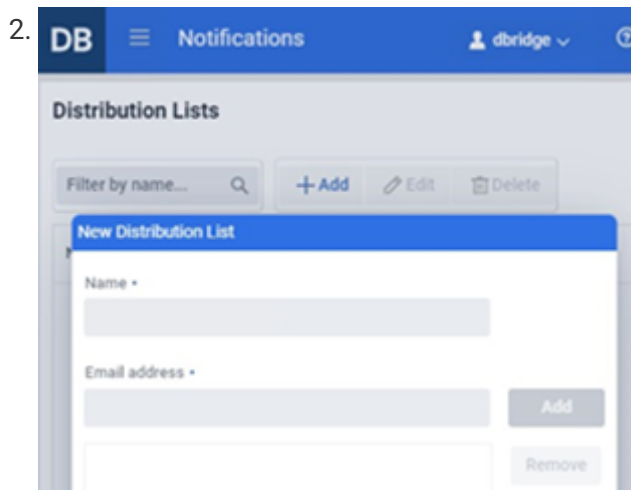 2.
DB Notifications dbridge
Distribution Lists
Filter by name... + Add Edit Delete
New Distribution List
Name •
Email address •
Add
Remove